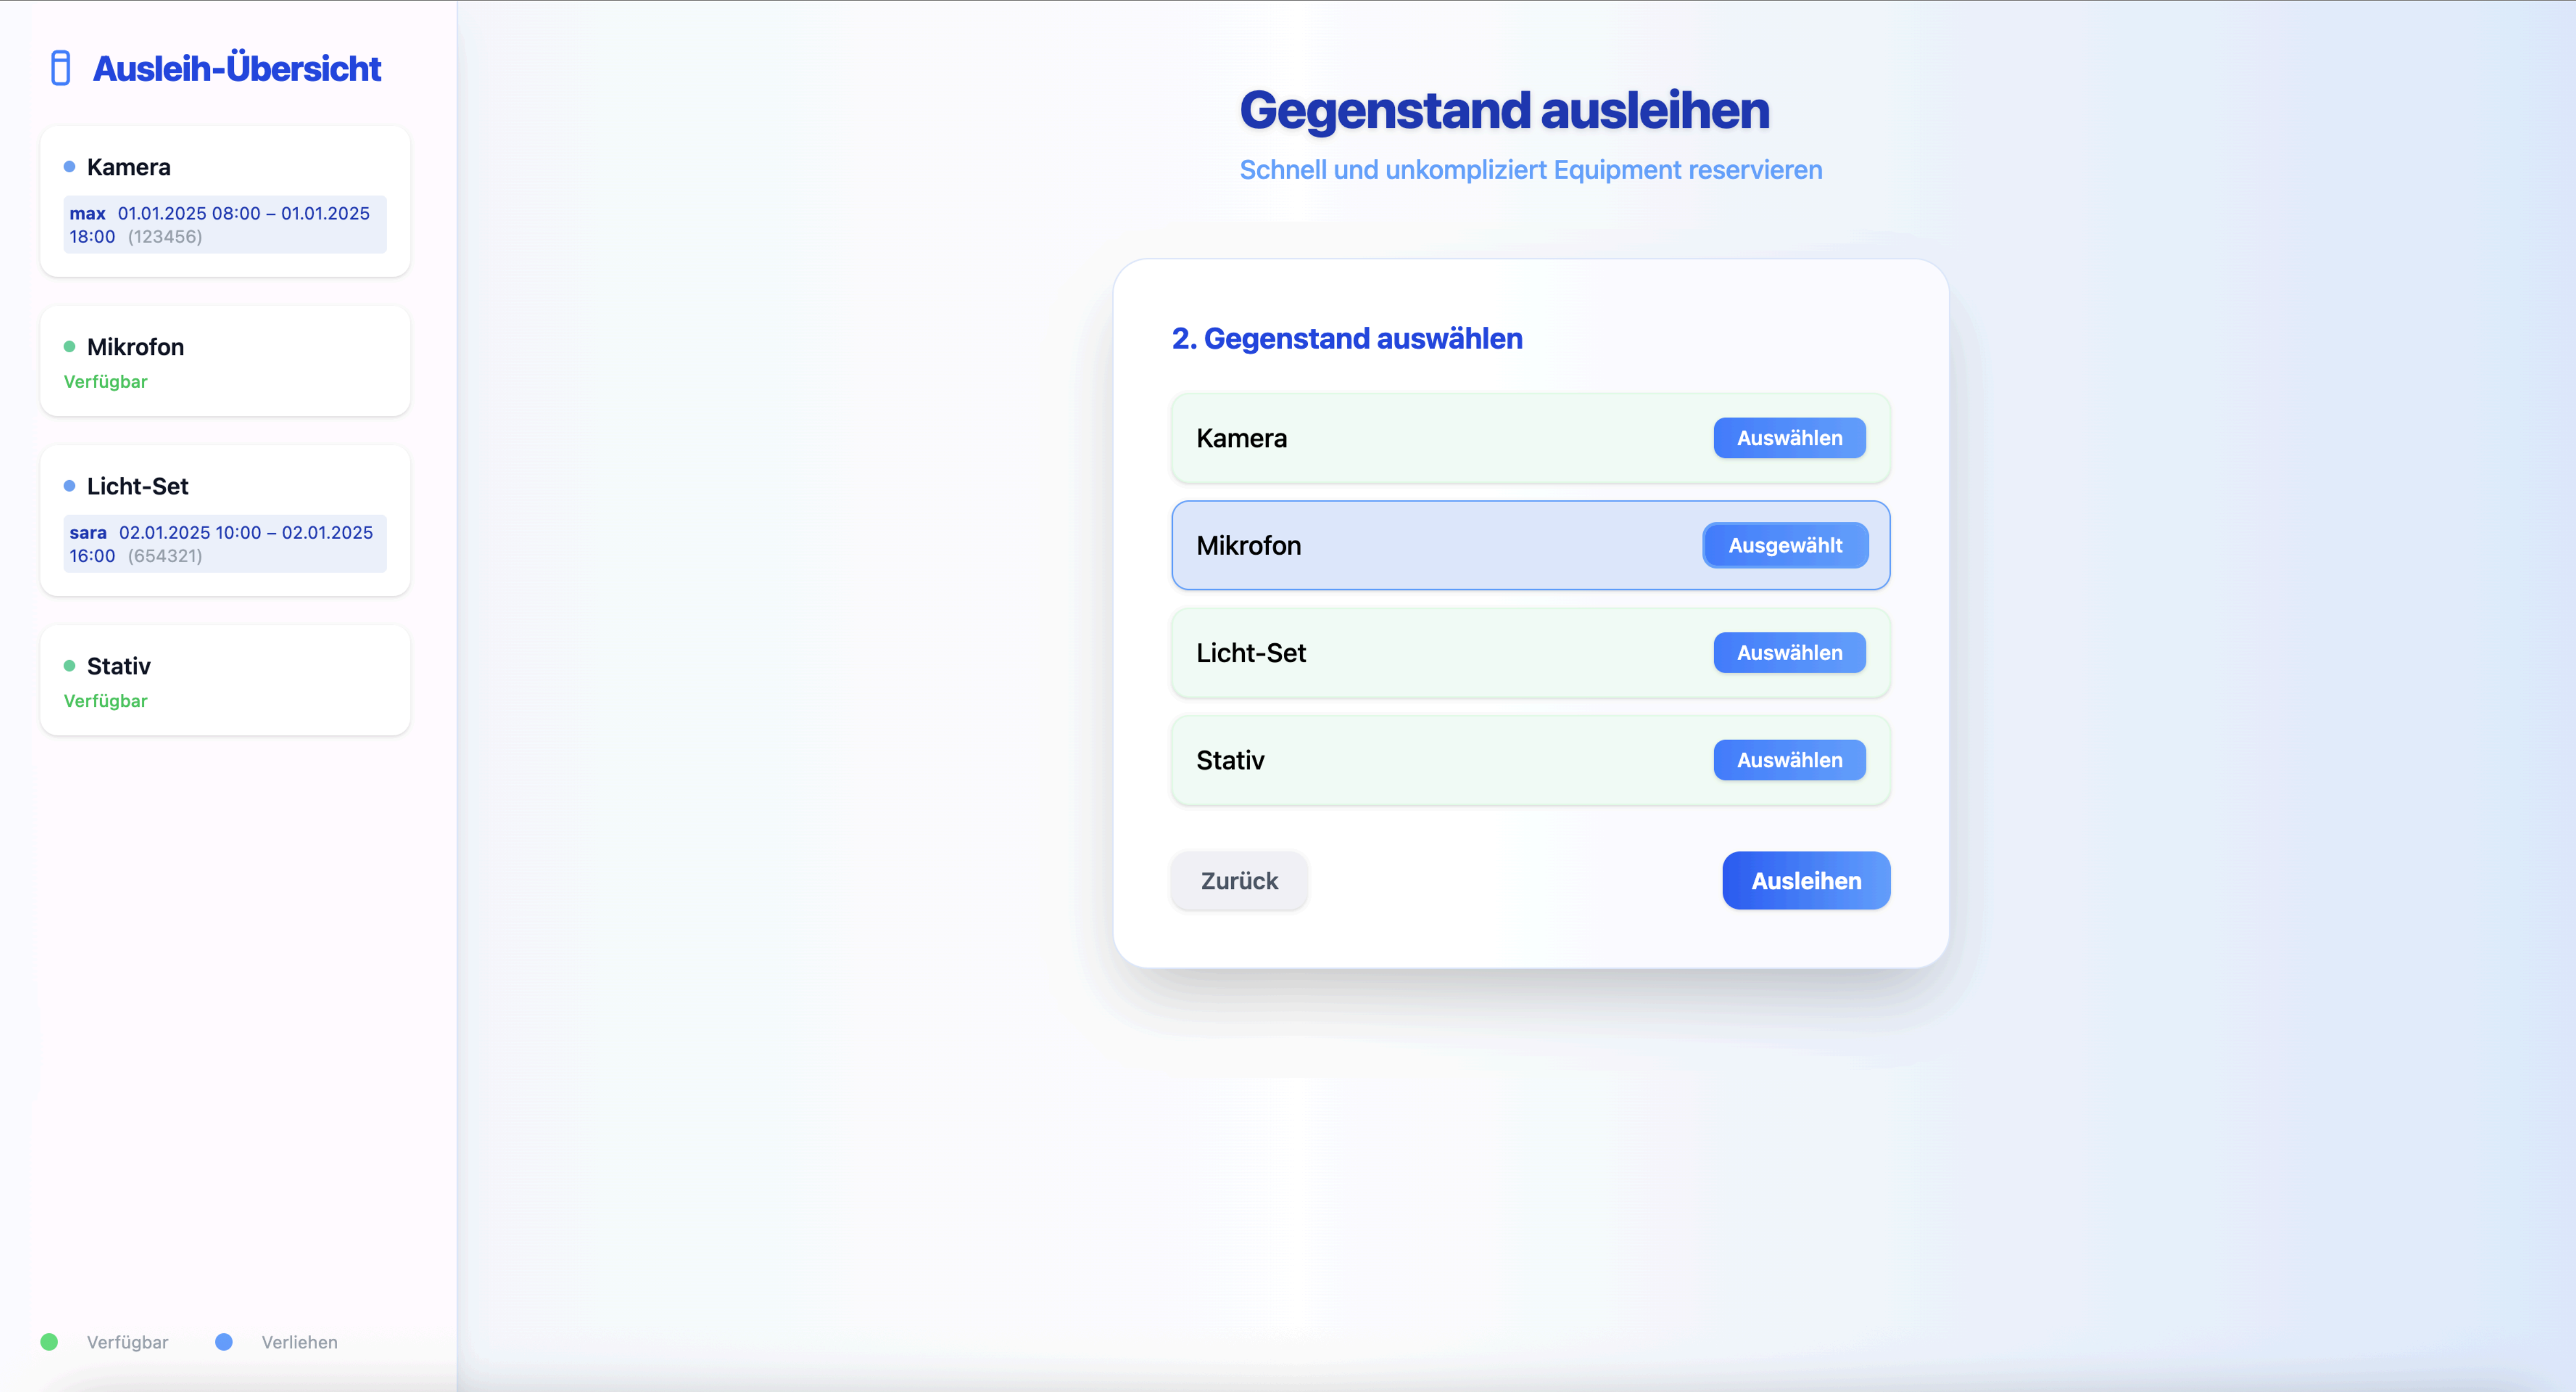 Ausleih-Übersicht
Kamera
max 01.01.2025 08:00 – 01.01.2025
18:00 (123456)
Mikrofon
Verfügbar
Licht-Set
sara 02.01.2025 10:00 – 02.01.2025
16:00 (654321)
Stativ
Verfügbar
Verfügbar Verliehen
Gegenstand ausleihen
Schnell und unkompliziert Equipment reservieren
2. Gegenstand auswählen
Kamera Auswählen
Mikrofon Ausgewählt
Licht-Set Auswählen
Stativ Auswählen
Zurück Ausleihen